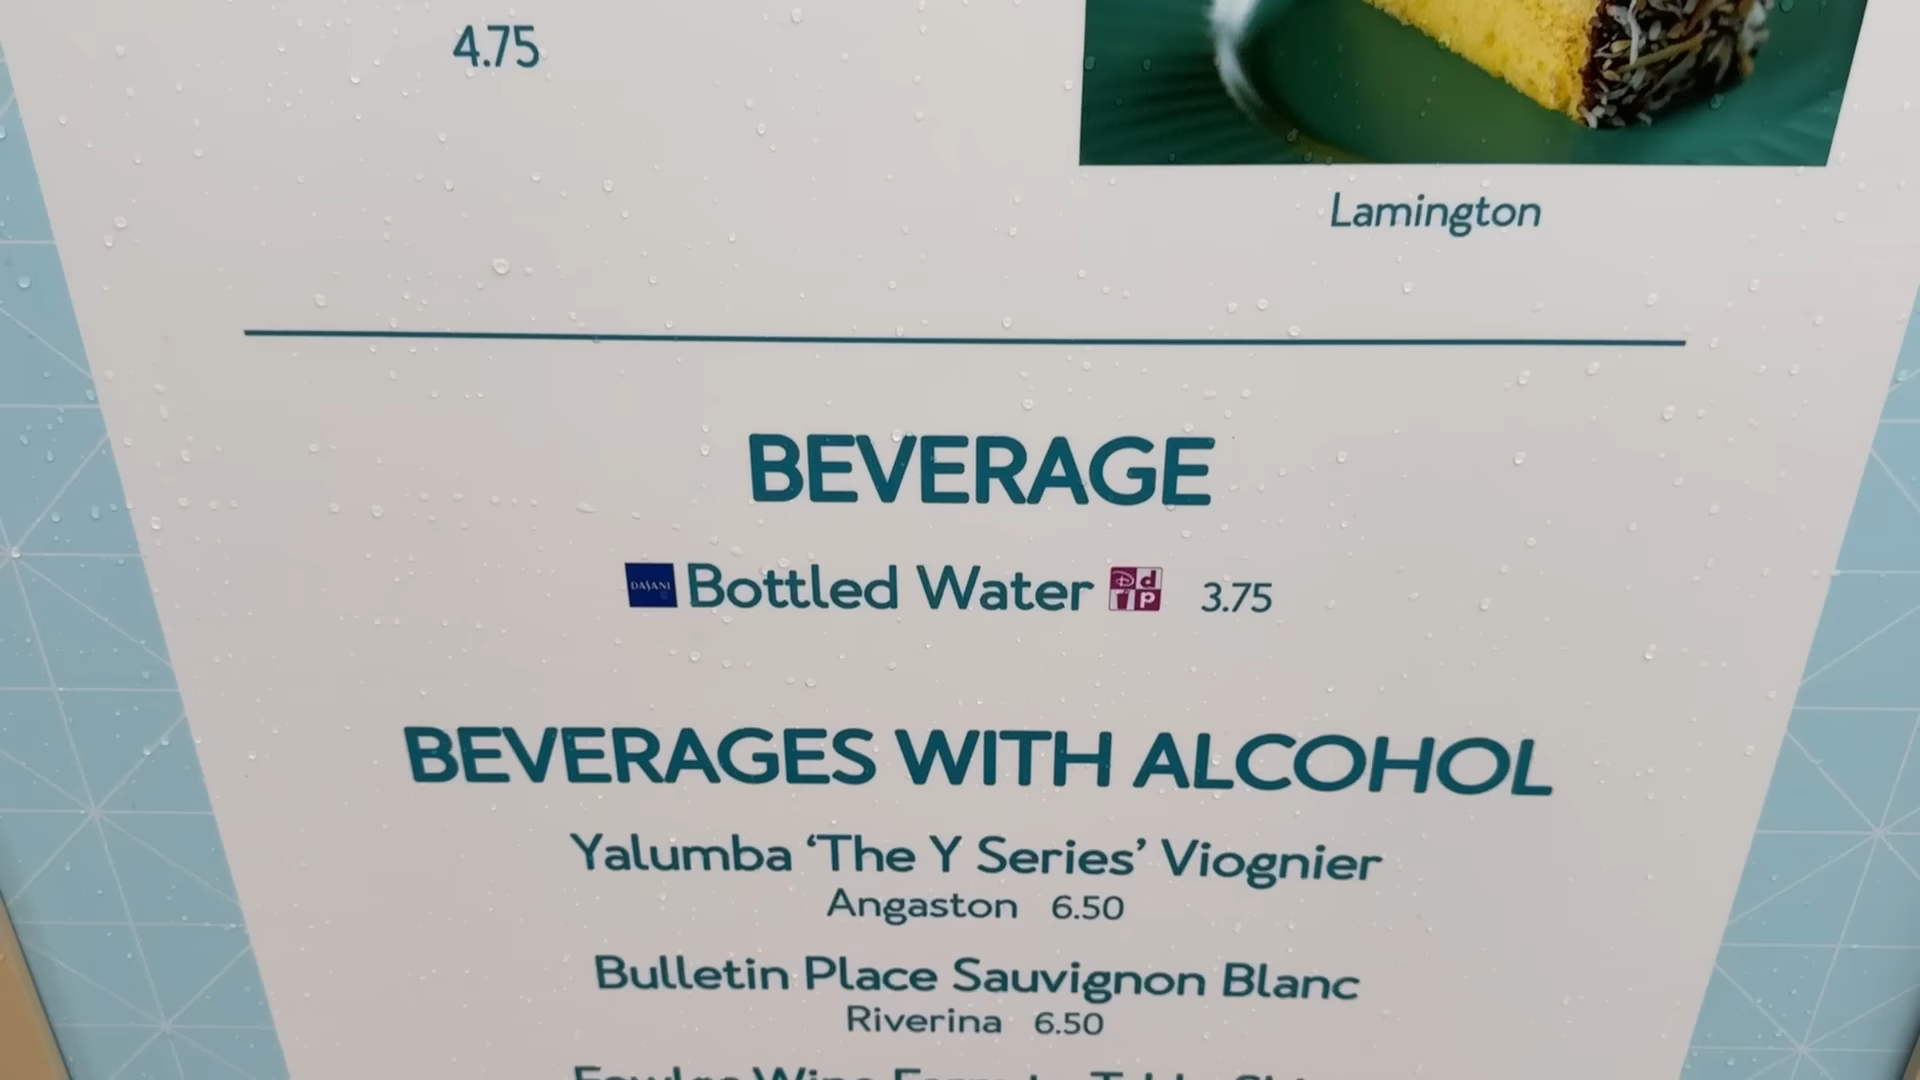 4.75
Lamington
BEVERAGE
DASANI Bottled Water D d P 3.75
BEVERAGES WITH ALCOHOL
Yalumba ‘The Y Series’ Viognier
Angaston 6.50
Bulletin Place Sauvignon Blanc
Riverina 6.50